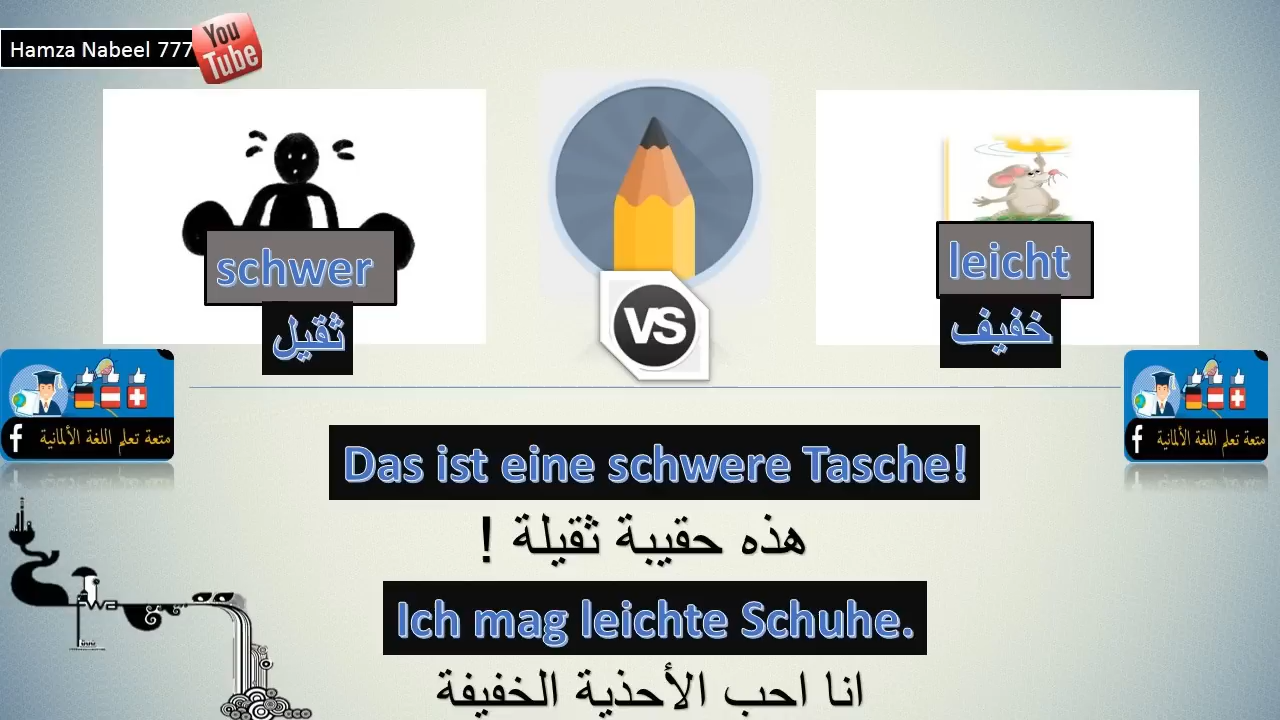 Hamza Nabeel 777
You
Tube
schwer
ثقيل
VS
leicht
خفيف
متعة تعلم اللغة الألمانية
f
متعة تعلم اللغة الألمانية
f
Das ist eine schwere Tasche!
هذه حقيبة ثقيلة !
Ich mag leichte Schuhe.
انا احب الأحذية الخفيفة